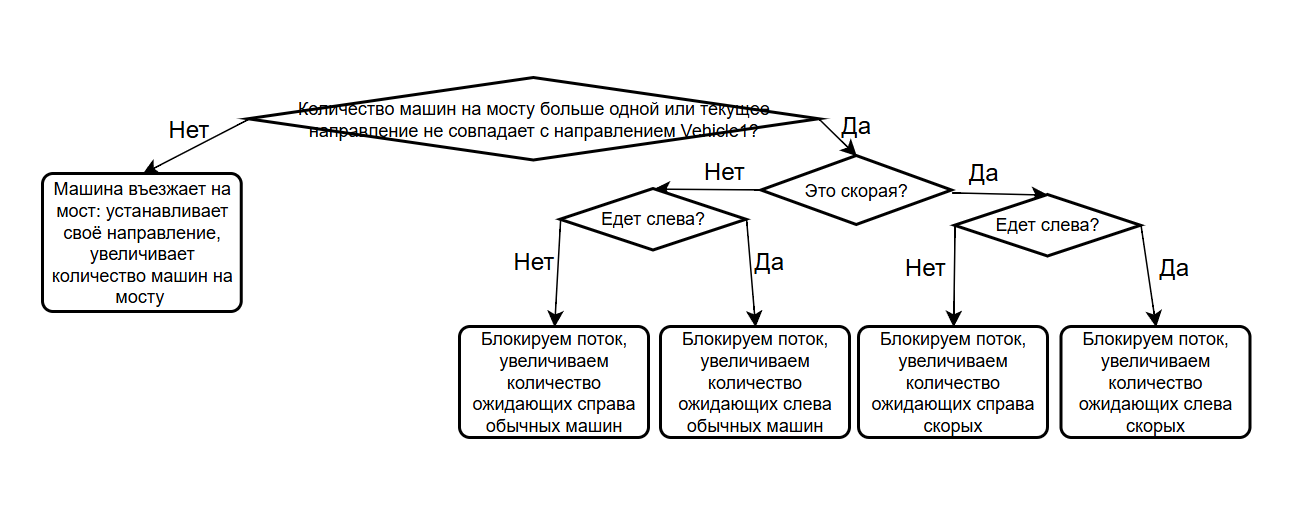 Количество машин на мосту больше одной или текущее
направление не совпадает с направлением Vehicle1?
Нет
Да
Машина въезжает на
мост: устанавливает
своё направление,
увеличивает
количество машин на
мосту
Это скорая?
Нет
Да
Едет слева?
Едет слева?
Нет
Да
Нет
Да
Блокируем поток,
увеличиваем
количество
ожидающих справа
обычных машин
Блокируем поток,
увеличиваем
количество
ожидающих слева
обычных машин
Блокируем поток,
увеличиваем
количество
ожидающих справа
скорых
Блокируем поток,
увеличиваем
количество
ожидающих слева
скорых